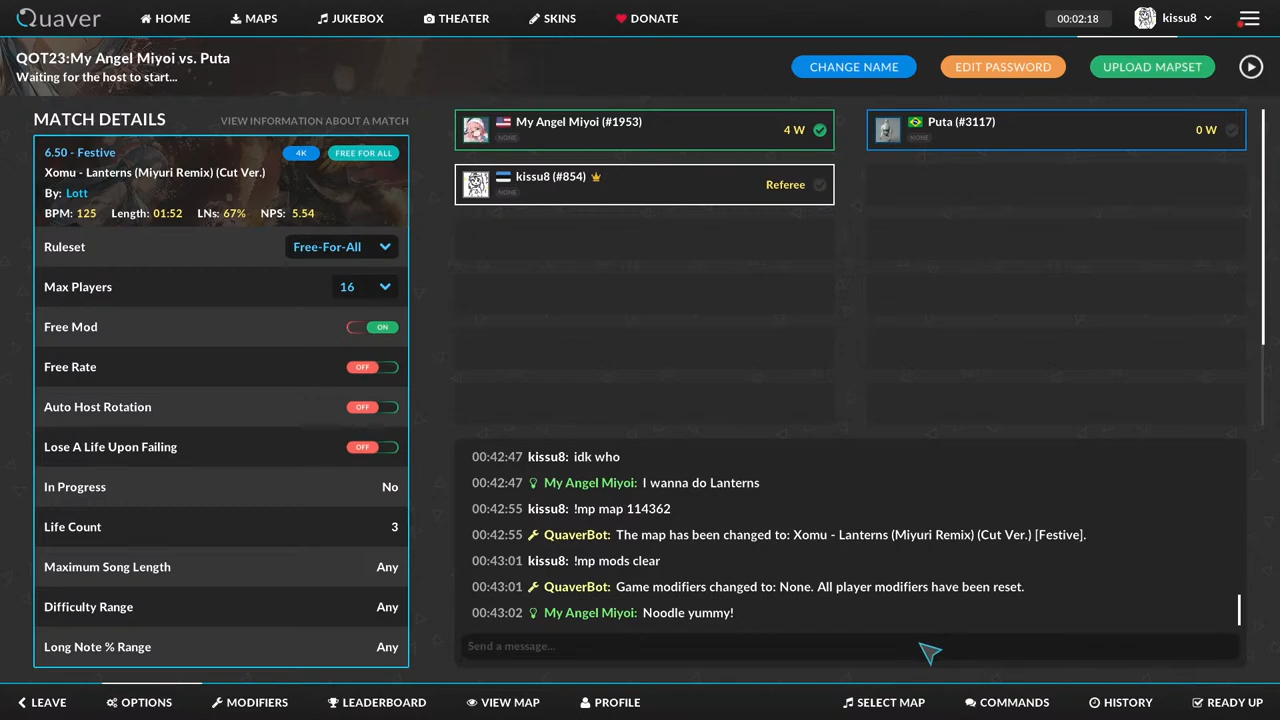 Quaver
HOME
MAPS
JUKEBOX
THEATER
SKINS
DONATE
00:02:18
kissu8
QOT23:My Angel Miyoi vs. Puta
Waiting for the host to start...
CHANGE NAME
EDIT PASSWORD
UPLOAD MAPSET
MATCH DETAILS
VIEW INFORMATION ABOUT A MATCH
6.50 - Festive
4K
FREE FOR ALL
Xomu - Lanterns (Miyuri Remix) (Cut Ver.)
By: Lott
BPM: 125 Length: 01:52 LNs: 67% NPS: 5.54
Ruleset
Free-For-All
Max Players
16
Free Mod
ON
Free Rate
OFF
Auto Host Rotation
OFF
Lose A Life Upon Failing
OFF
In Progress
No
Life Count
3
Maximum Song Length
Any
Difficulty Range
Any
Long Note % Range
Any
My Angel Miyoi (#1953)
NONE
4 W
Puta (#3117)
NONE
0 W
kissu8 (#854)
NONE
Referee
00:42:47 kissu8: idk who
00:42:47 My Angel Miyoi: I wanna do Lanterns
00:42:55 kissu8: !mp map 114362
00:42:55 QuaverBot: The map has been changed to: Xomu - Lanterns (Miyuri Remix) (Cut Ver.) [Festive].
00:43:01 kissu8: !mp mods clear
00:43:01 QuaverBot: Game modifiers changed to: None. All player modifiers have been reset.
00:43:02 My Angel Miyoi: Noodle yummy!
Send a message...
LEAVE
OPTIONS
MODIFIERS
LEADERBOARD
VIEW MAP
PROFILE
SELECT MAP
COMMANDS
HISTORY
READY UP